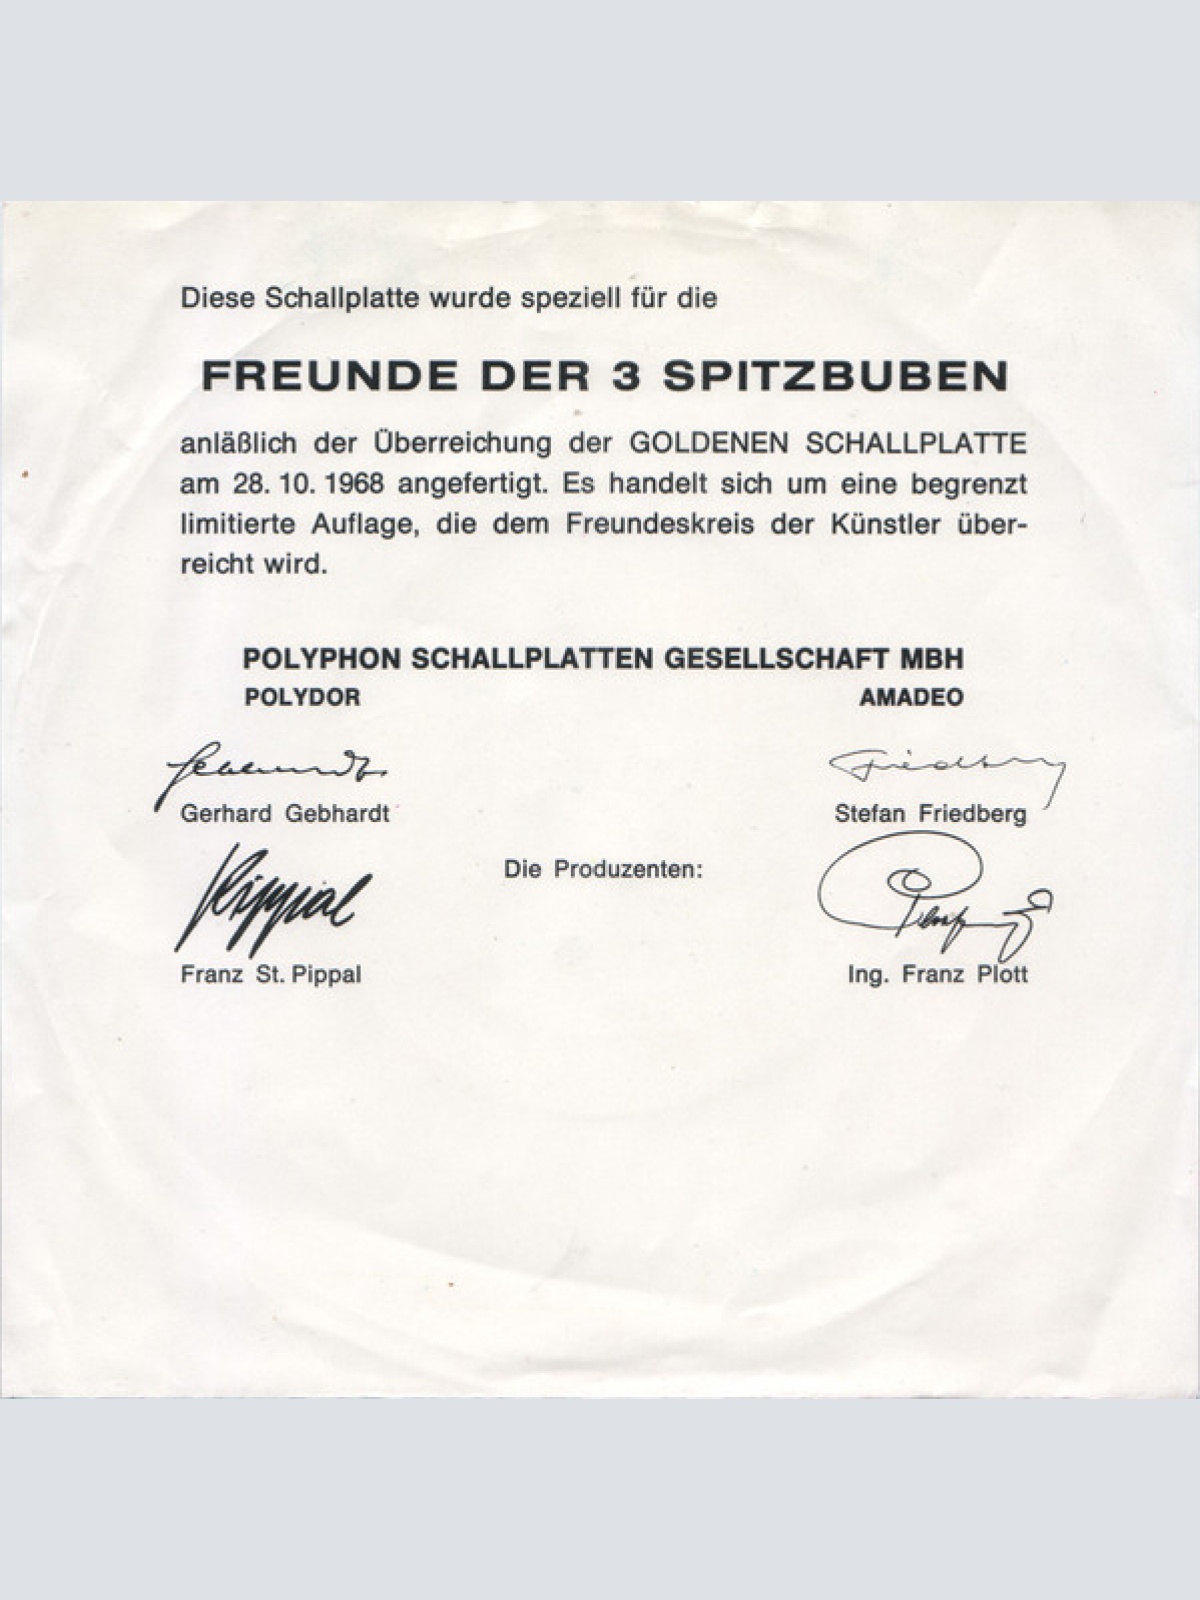 Diese Schallplatte wurde speziell für die
FREUNDE DER 3 SPITZBUBEN
anläßlich der Überreichung der GOLDENEN SCHALLPLATTE
am 28. 10. 1968 angefertigt. Es handelt sich um eine begrenzt
limitierte Auflage, die dem Freundeskreis der Künstler über-
reicht wird.
POLYPHON SCHALLPLATTEN GESELLSCHAFT MBH
POLYDOR AMADEO
Gebhardt Friedberg
Gerhard Gebhardt Stefan Friedberg
Pippal
Die Produzenten:
Franz St. Pippal Ing. Franz Plott